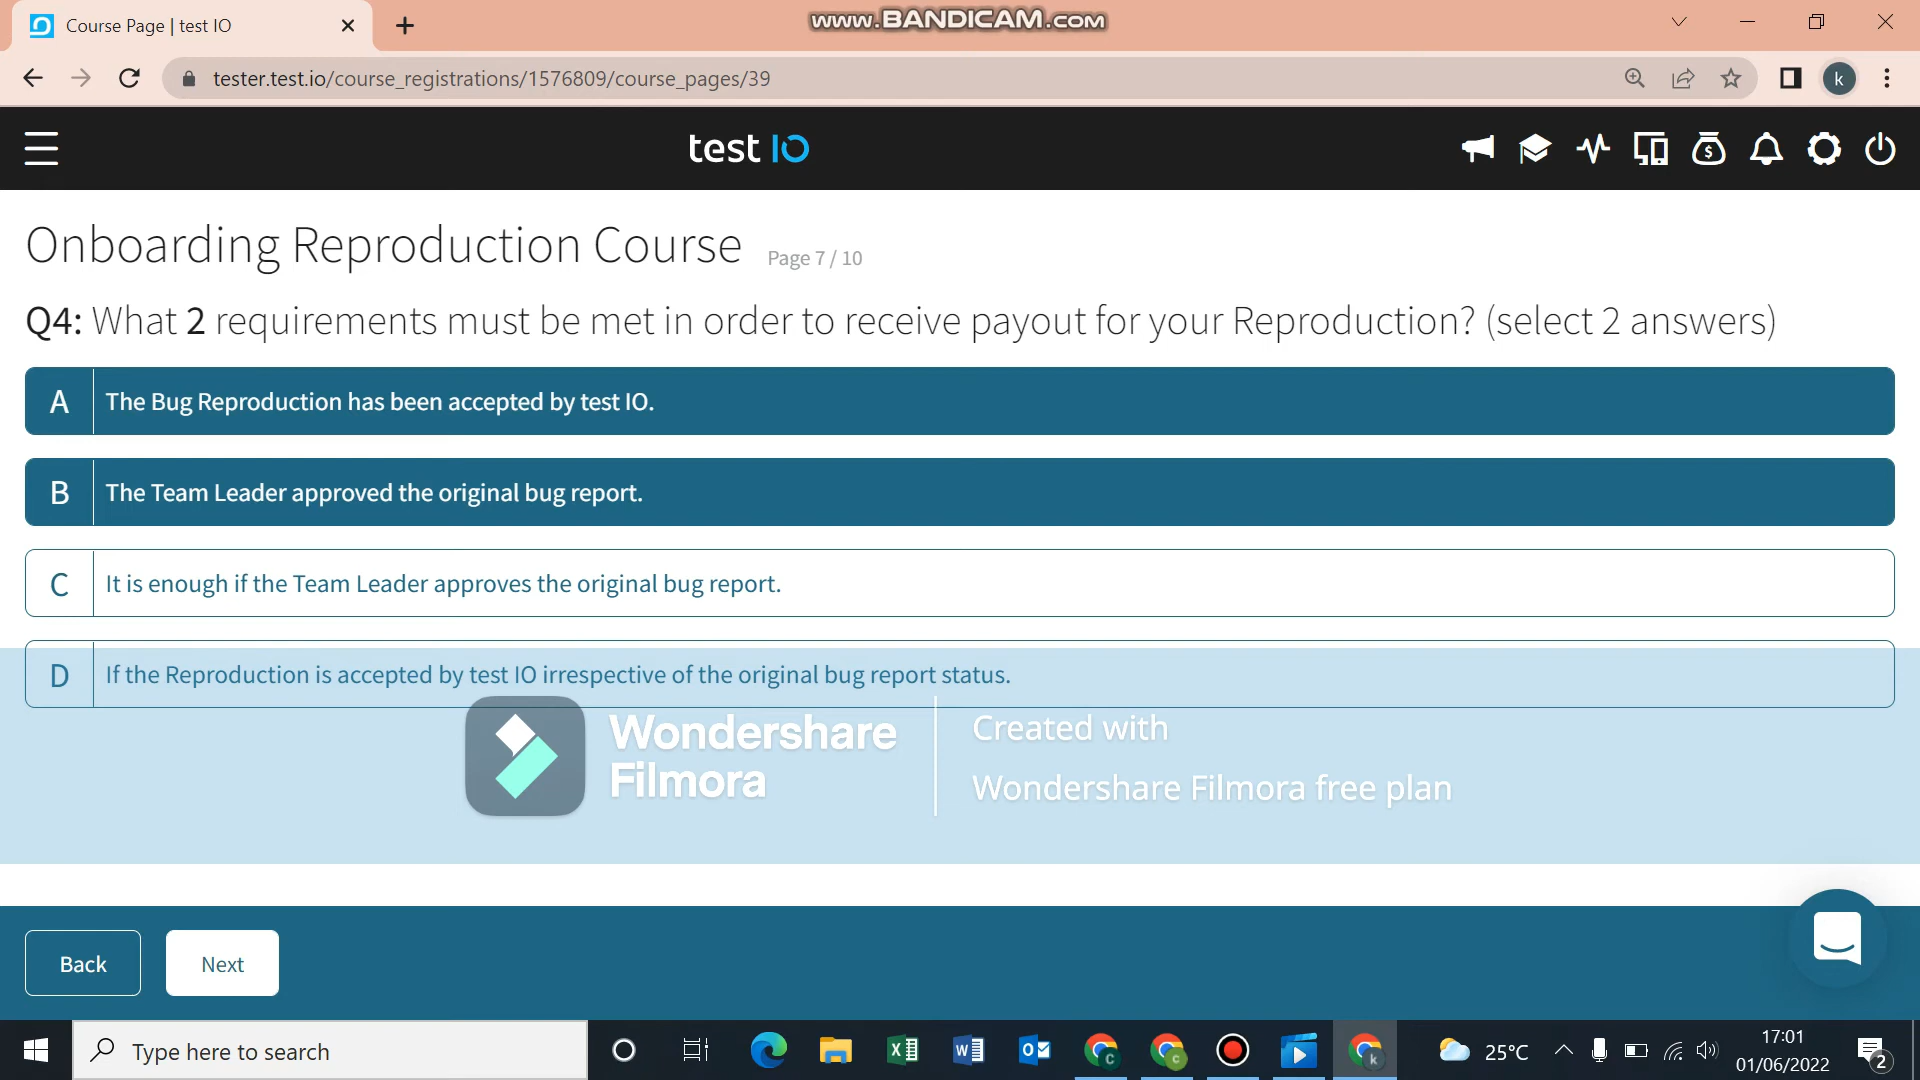 Course Page | test IO
www.BANDICAM.com
tester.test.io/course_registrations/1576809/course_pages/39
k
test IO
Onboarding Reproduction Course Page 7 / 10
Q4: What 2 requirements must be met in order to receive payout for your Reproduction? (select 2 answers)
A The Bug Reproduction has been accepted by test IO.
B The Team Leader approved the original bug report.
C It is enough if the Team Leader approves the original bug report.
D If the Reproduction is accepted by test IO irrespective of the original bug report status.
Wondershare
Filmora
Created with
Wondershare Filmora free plan
Back
Next
Type here to search
25°C
17:01
01/06/2022
2